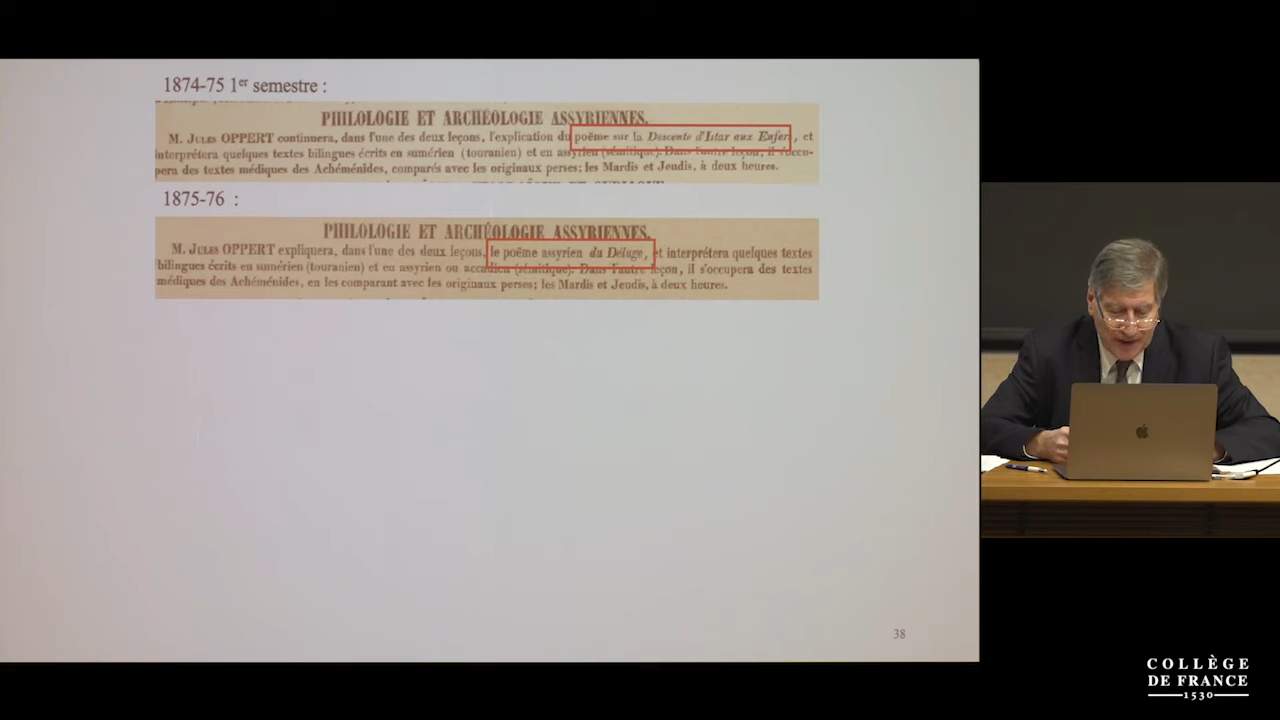 1874-75 1er semestre :
PHILOLOGIE ET ARCHÉOLOGIE ASSYRIENNES.
M. JULES OPPERT continuera, dans l'une des deux leçons, l'explication du poëme sur la Descente d'Istar aux Enfers, et
interprétera quelques textes bilingues écrits en sumérien (touranien) et en assyrien (sémitique). Dans l'autre leçon, il s'occu-
pera des textes médiques des Achéménides, comparés avec les originaux perses; les Mardis et Jeudis, à deux heures.
1875-76 :
PHILOLOGIE ET ARCHÉOLOGIE ASSYRIENNES.
M. JULES OPPERT expliquera, dans l'une des deux leçons, le poëme assyrien du Déluge, et interprétera quelques textes
bilingues écrits en sumérien (touranien) et en assyrien ou accadien (sémitique). Dans l'autre leçon, il s'occupera des textes
médiques des Achéménides, en les comparant avec les originaux perses; les Mardis et Jeudis, à deux heures.
38
COLLÈGE
DE FRANCE
1530